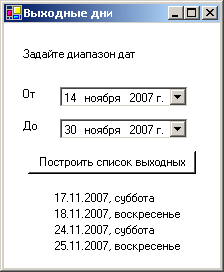 Выходные дни
Задайте диапазон дат
От
14 ноября 2007 г.
До
30 ноября 2007 г.
Построить список выходных
17.11.2007, суббота
18.11.2007, воскресенье
24.11.2007, суббота
25.11.2007, воскресенье